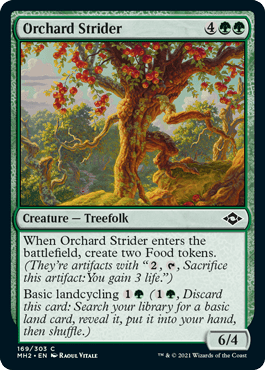 Orchard Strider 4
Creature — Treefolk
When Orchard Strider enters the
battlefield, create two Food tokens.
(They're artifacts with “2, , Sacrifice
this artifact:You gain 3 life.”)
Basic landcycling 1 (1 , Discard
this card: Search your library for a basic
land card, reveal it, put it into your hand,
then shuffle.)
6/4
169/303 C
MH2 • EN Raoul Vitale ™ & © 2021 Wizards of the Coast